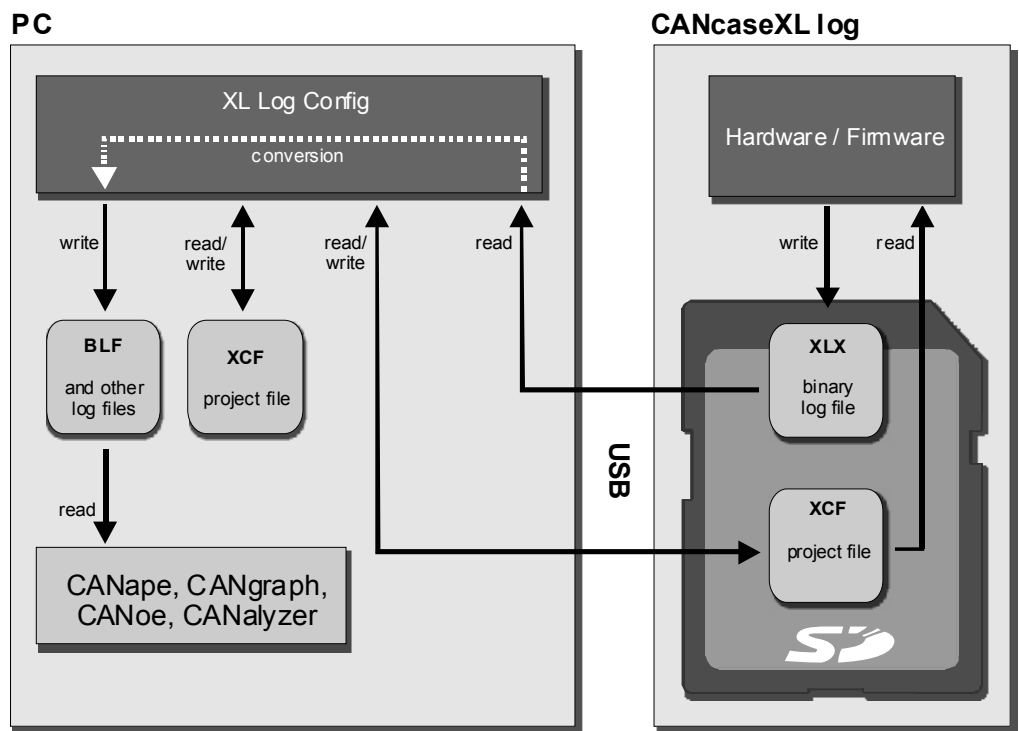 PC
XL Log Config
conversion
write
read/
write
read/
write
read
BLF
and other
log files
XCF
project file
read
CANape, CANgraph,
CANoe, CANalyzer
USB
CANcaseXL log
Hardware / Firmware
write
read
XLX
binary
log file
XCF
project file
SD